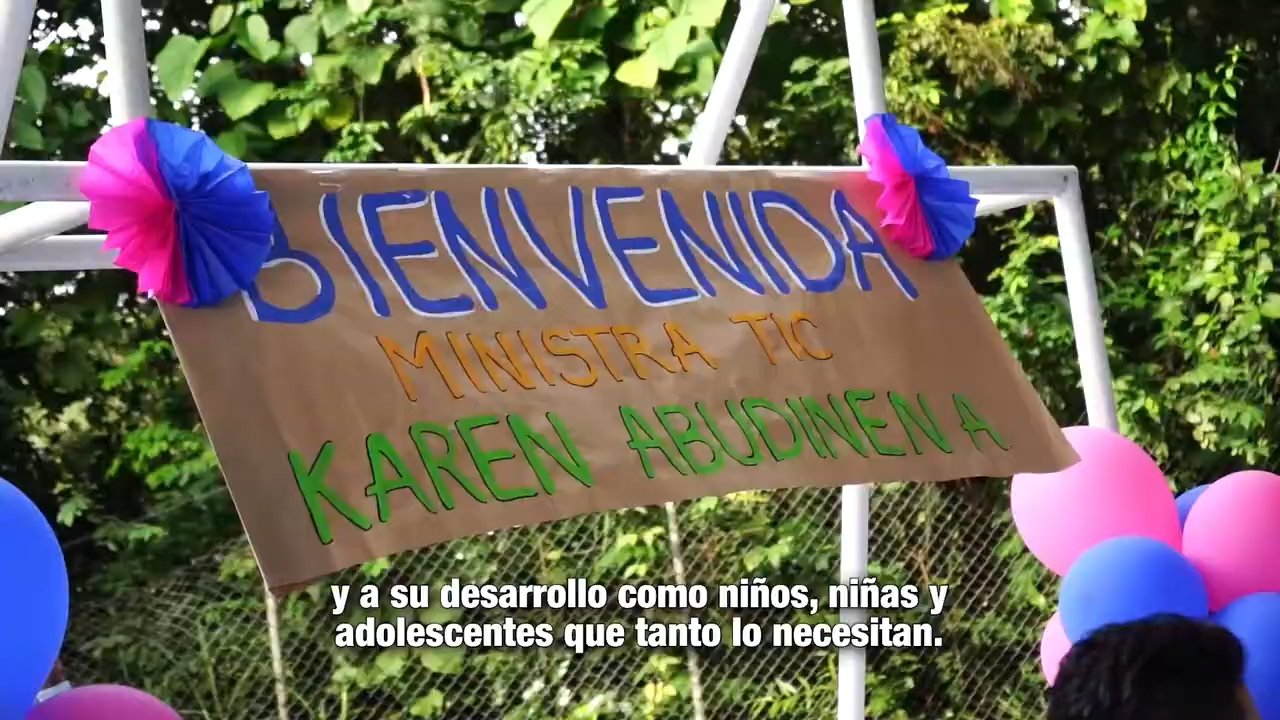 BIENVENIDA
MINISTRA TIC
KAREN ABUDINEN A
y a su desarrollo como niños, niñas y
adolescentes que tanto lo necesitan.